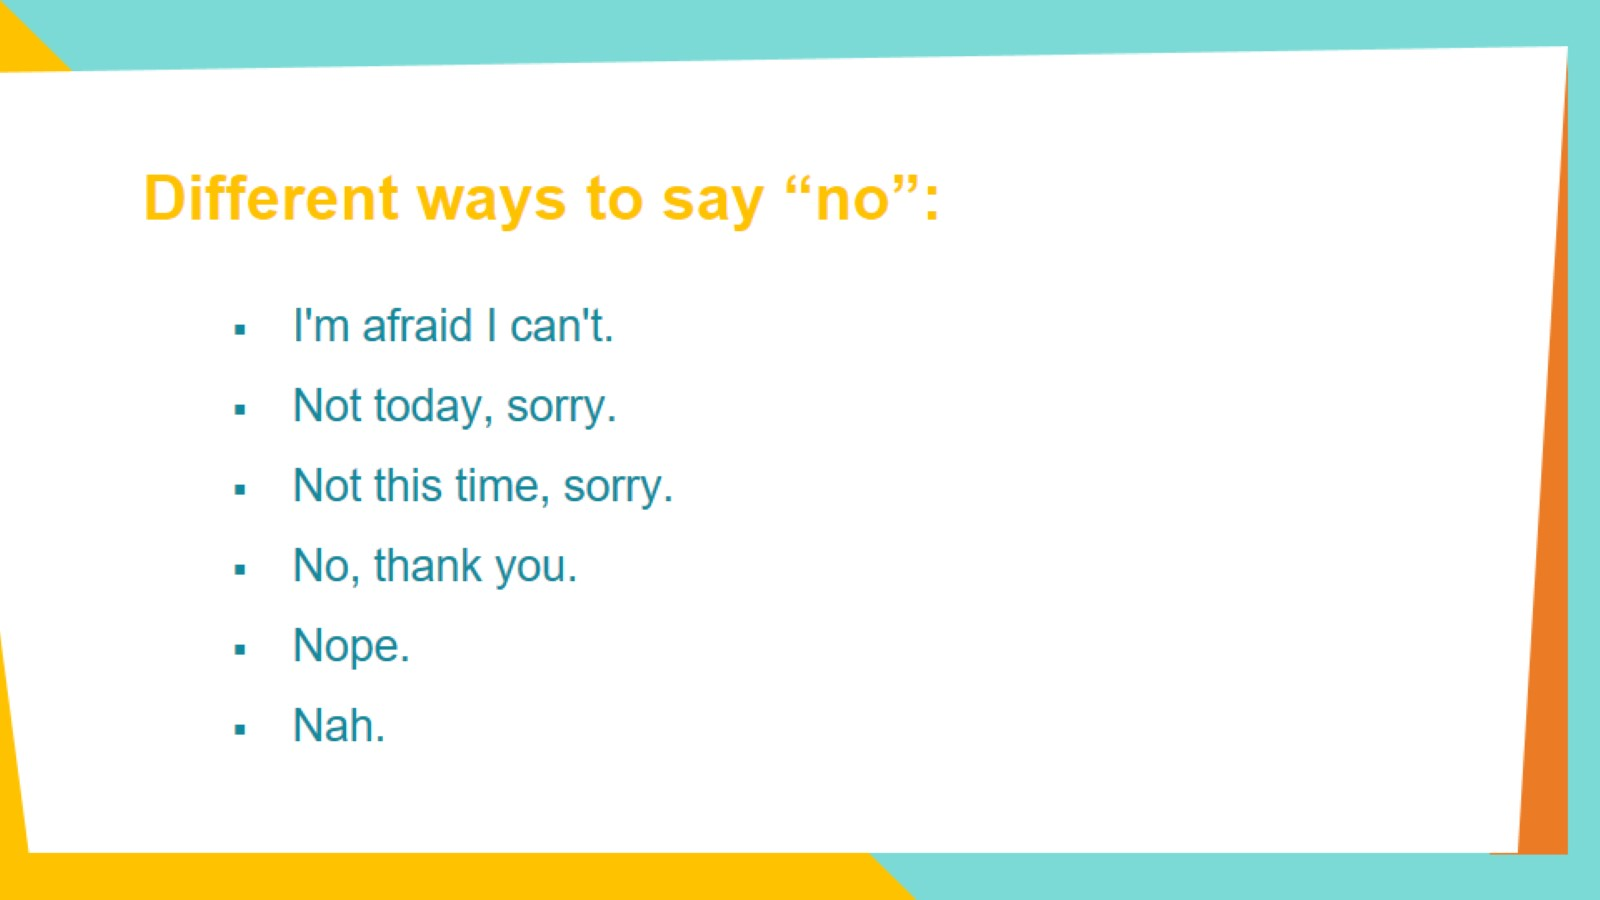 Different ways to say “no”:
▪ I'm afraid I can't.
▪ Not today, sorry.
▪ Not this time, sorry.
▪ No, thank you.
▪ Nope.
▪ Nah.